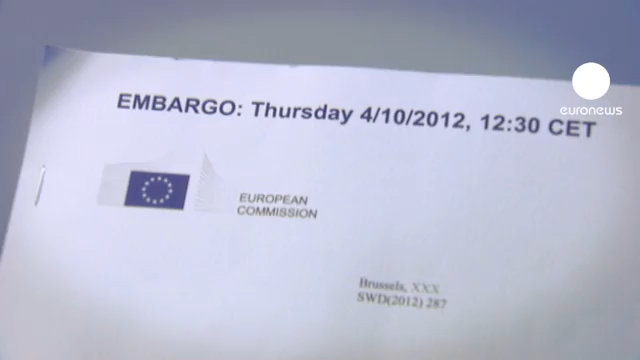 EMBARGO: Thursday 4/10/2012, 12:30 CET
euronews
EUROPEAN
COMMISSION
Brussels, XXX
SWD(2012) 287